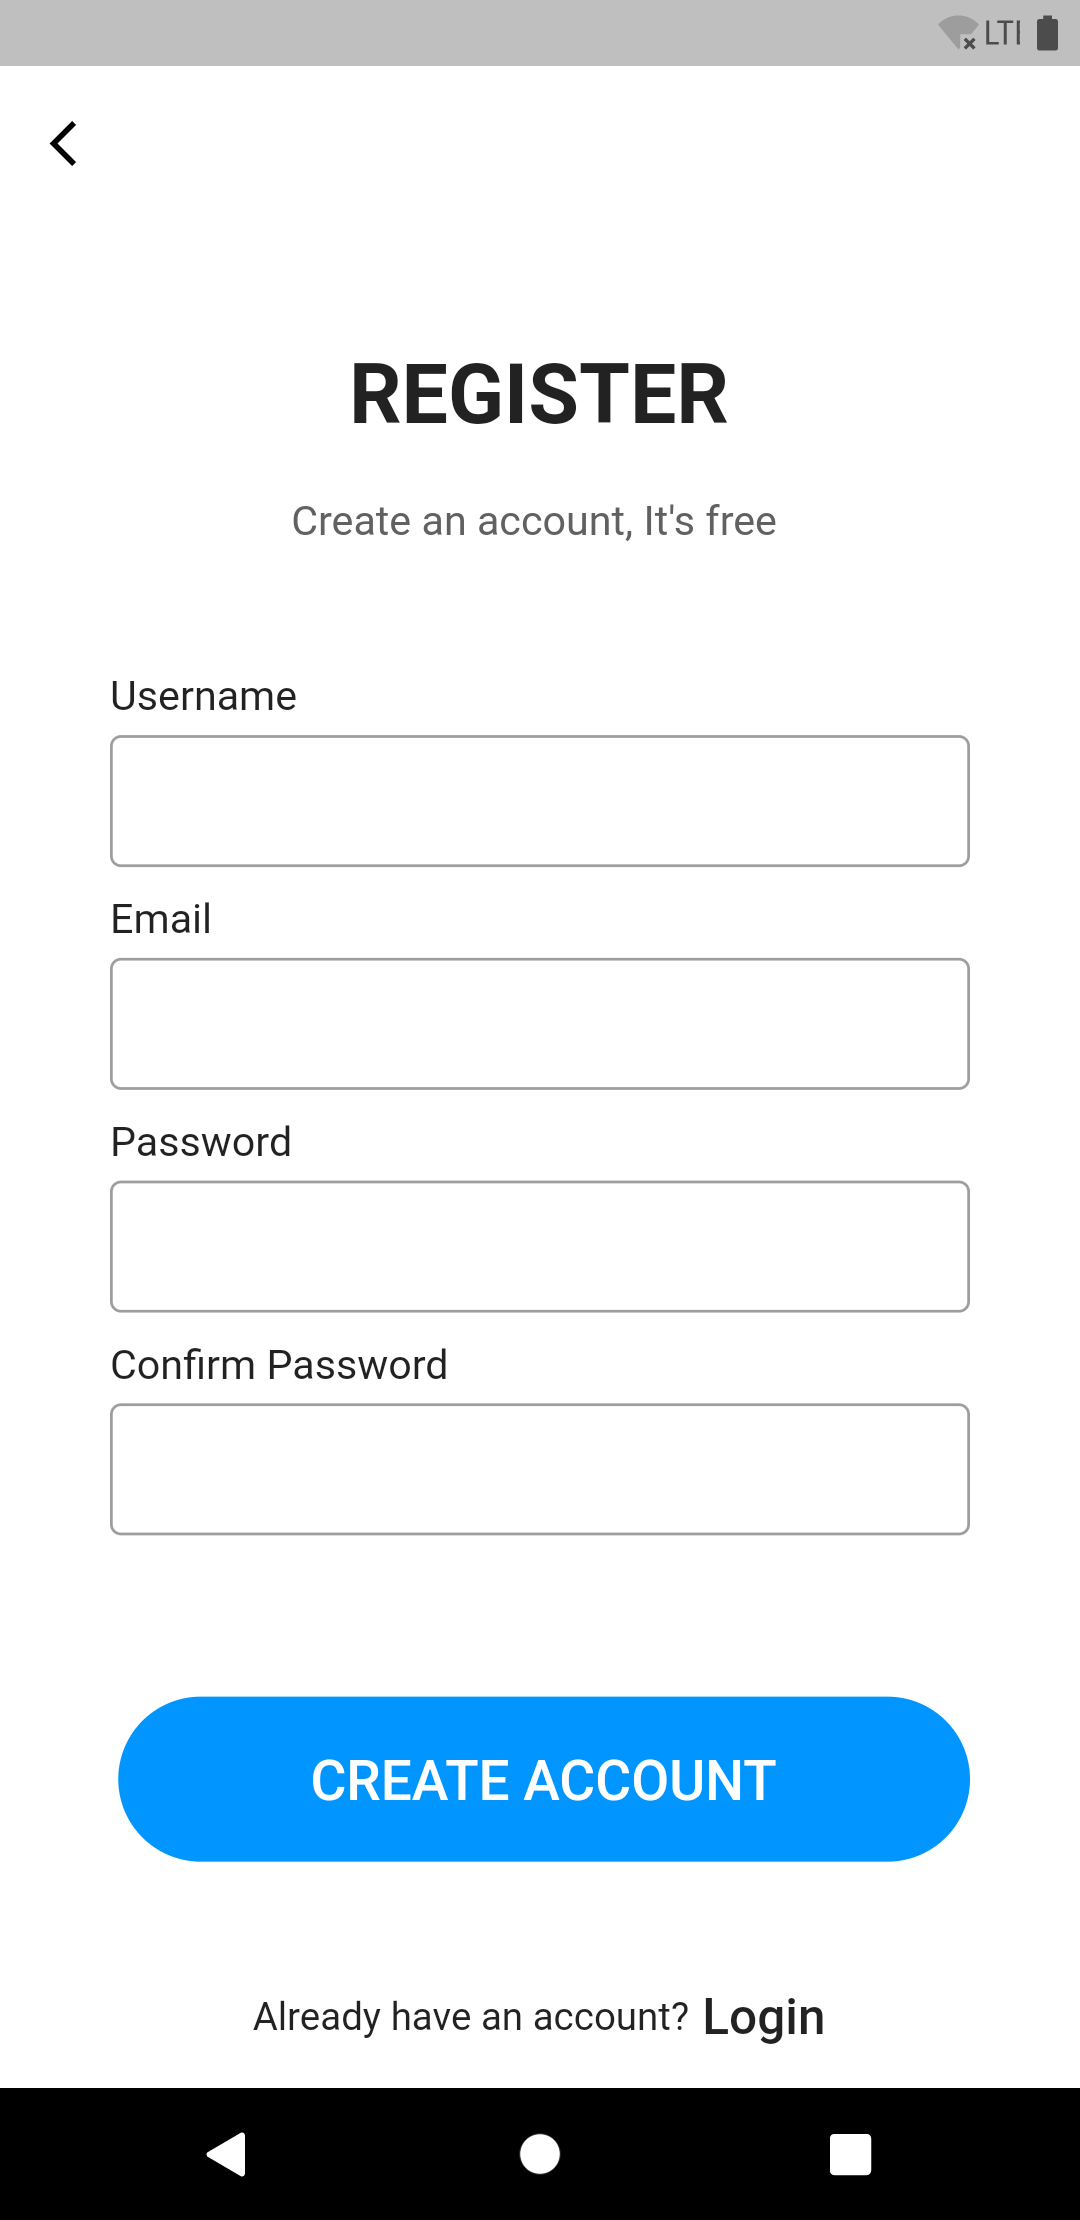 LTE
REGISTER
Create an account, It's free
Username
Email
Password
Confirm Password
CREATE ACCOUNT
Already have an account? Login